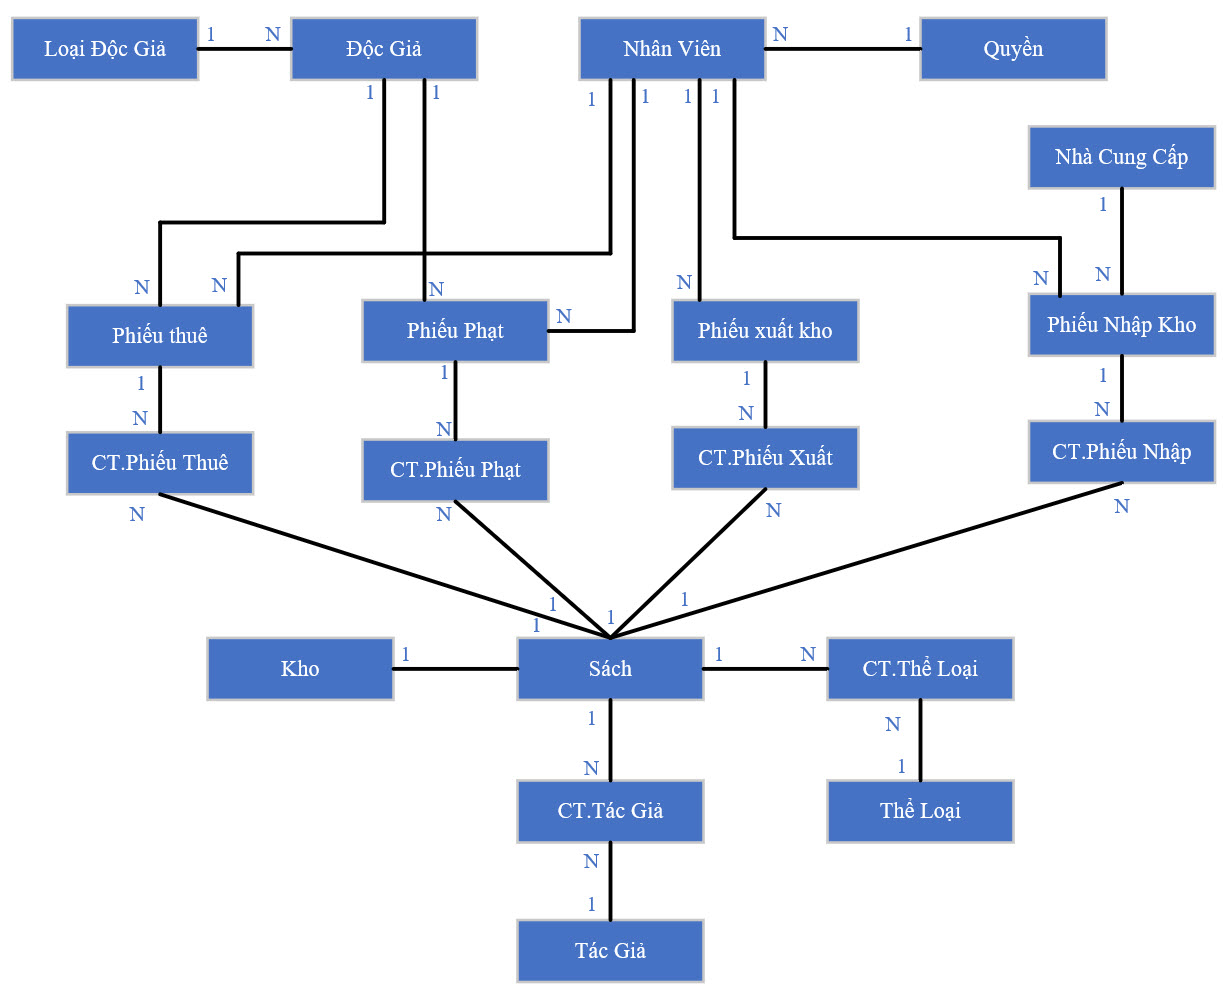 Loại Độc Giả
1
N
Độc Giả
Nhân Viên
N
1
Quyền
1
1
1
1
1
1
Nhà Cung Cấp
1
N
N
N
N
N
N
N
Phiếu thuê
Phiếu Phạt
Phiếu xuất kho
Phiếu Nhập Kho
1
1
1
1
N
N
N
N
CT.Phiếu Thuê
CT.Phiếu Phạt
CT.Phiếu Xuất
CT.Phiếu Nhập
N
N
N
N
1
1
1
1
Kho
1
Sách
1
N
CT.Thể Loại
1
N
N
1
CT.Tác Giả
Thể Loại
N
1
Tác Giả